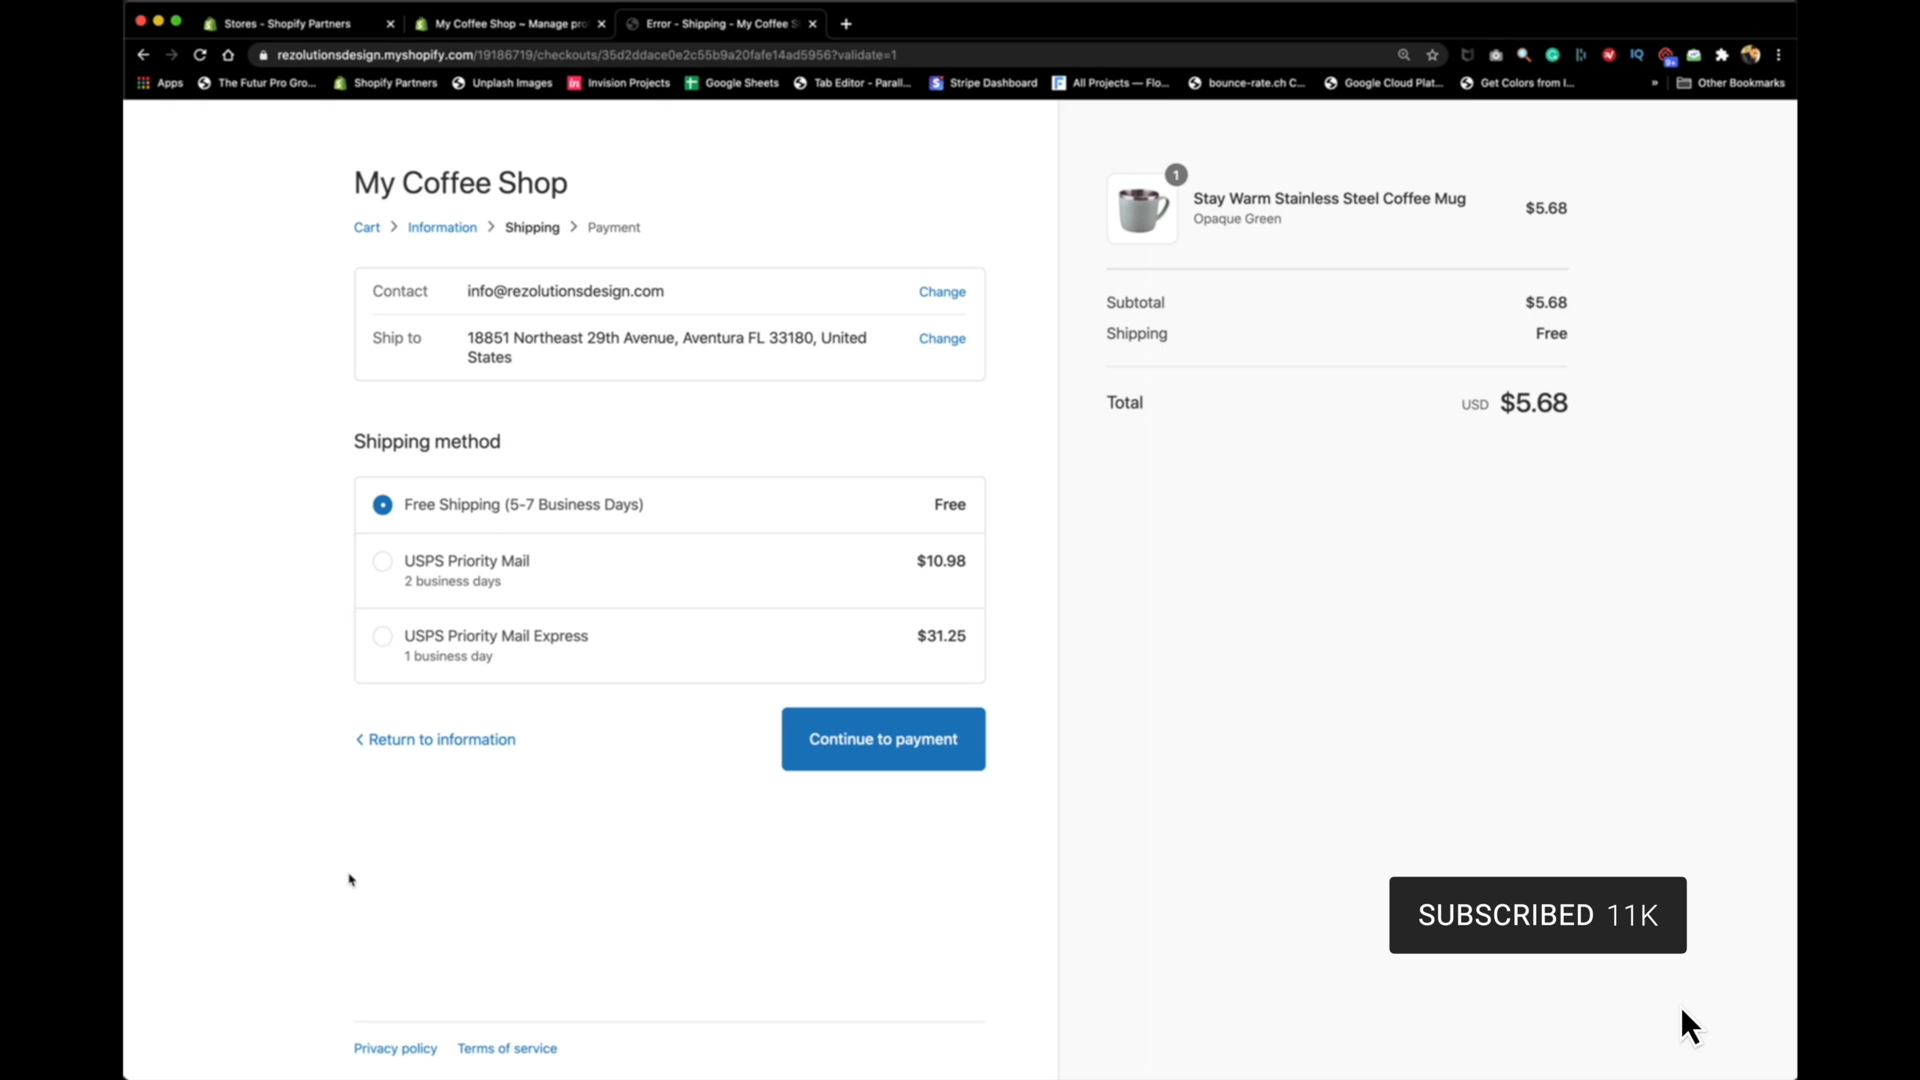 Stores - Shopify Partners
My Coffee Shop ~ Manage pro
Error - Shipping - My Coffee S
rezolutionsdesign.myshopify.com/19186719/checkouts/35d2ddace0e2c55b9a20fafe14ad5956?validate=1
IQ
9+
Apps
The Futur Pro Gro...
Shopify Partners
Unplash Images
in
Invision Projects
Google Sheets
Tab Editor - Parall...
S
Stripe Dashboard
F
All Projects — Flo...
bounce-rate.ch C...
Google Cloud Plat...
Get Colors from I...
»
Other Bookmarks
My Coffee Shop
Cart > Information > Shipping > Payment
Contact info@rezolutionsdesign.com Change
Ship to 18851 Northeast 29th Avenue, Aventura FL 33180, United Change
States
Shipping method
Free Shipping (5-7 Business Days) Free
USPS Priority Mail $10.98
2 business days
USPS Priority Mail Express $31.25
1 business day
< Return to information
Continue to payment
Privacy policy Terms of service
1
Stay Warm Stainless Steel Coffee Mug
Opaque Green
$5.68
Subtotal $5.68
Shipping Free
Total USD $5.68
SUBSCRIBED 11K